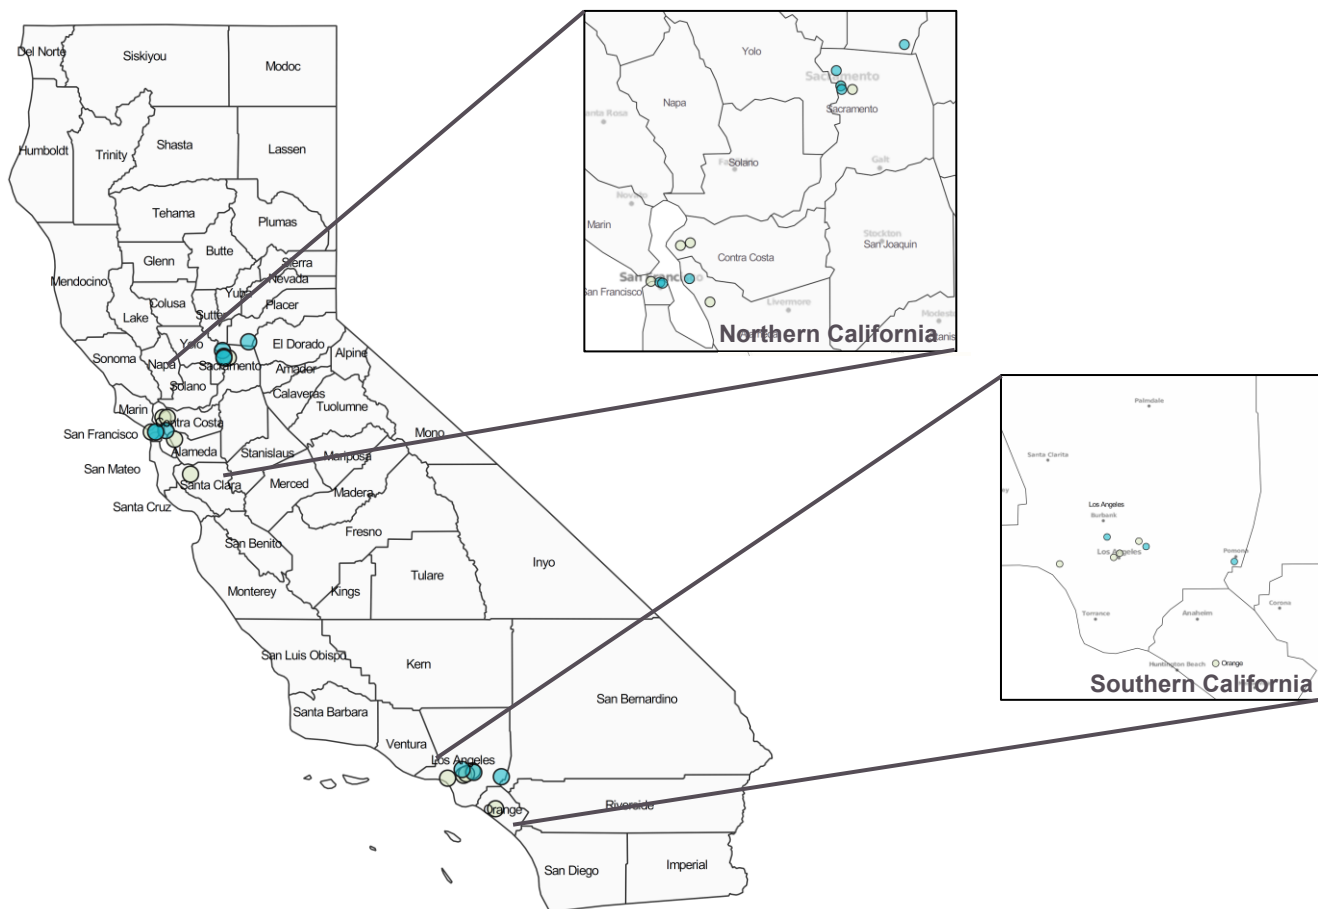 Del Norte
Siskiyou
Modoc
Humboldt
Trinity
Shasta
Lassen
Tehama
Plumas
Butte
Glenn
Sierra
Mendocino
Nevada
Yuba
Colusa
Placer
Lake
Sutter
Yolo
El Dorado
Sonoma
Napa
Sacramento
Alpine
Amador
Solano
Calaveras
Marin
Tuolumne
Contra Costa
San Francisco
Mono
Alameda
Stanislaus
Mariposa
San Mateo
Santa Clara
Merced
Madera
Santa Cruz
Fresno
San Benito
Inyo
Tulare
Monterey
Kings
San Luis Obispo
Kern
San Bernardino
Santa Barbara
Ventura
Los Angeles
Orange
Riverside
San Diego
Imperial
Yolo
Sacramento
Napa
Sacramento
anta Rosa
Solano
Galt
Novato
Marin
Stockton
San Joaquin
Contra Costa
San Francisco
San Francisco
Livermore
Modesto
Northern California
Alameda
anis
Palmdale
Santa Clarita
Los Angeles
Burbank
Los Angeles
Pomona
Torrance
Anaheim
Corona
Huntington Beach
Orange
Southern California